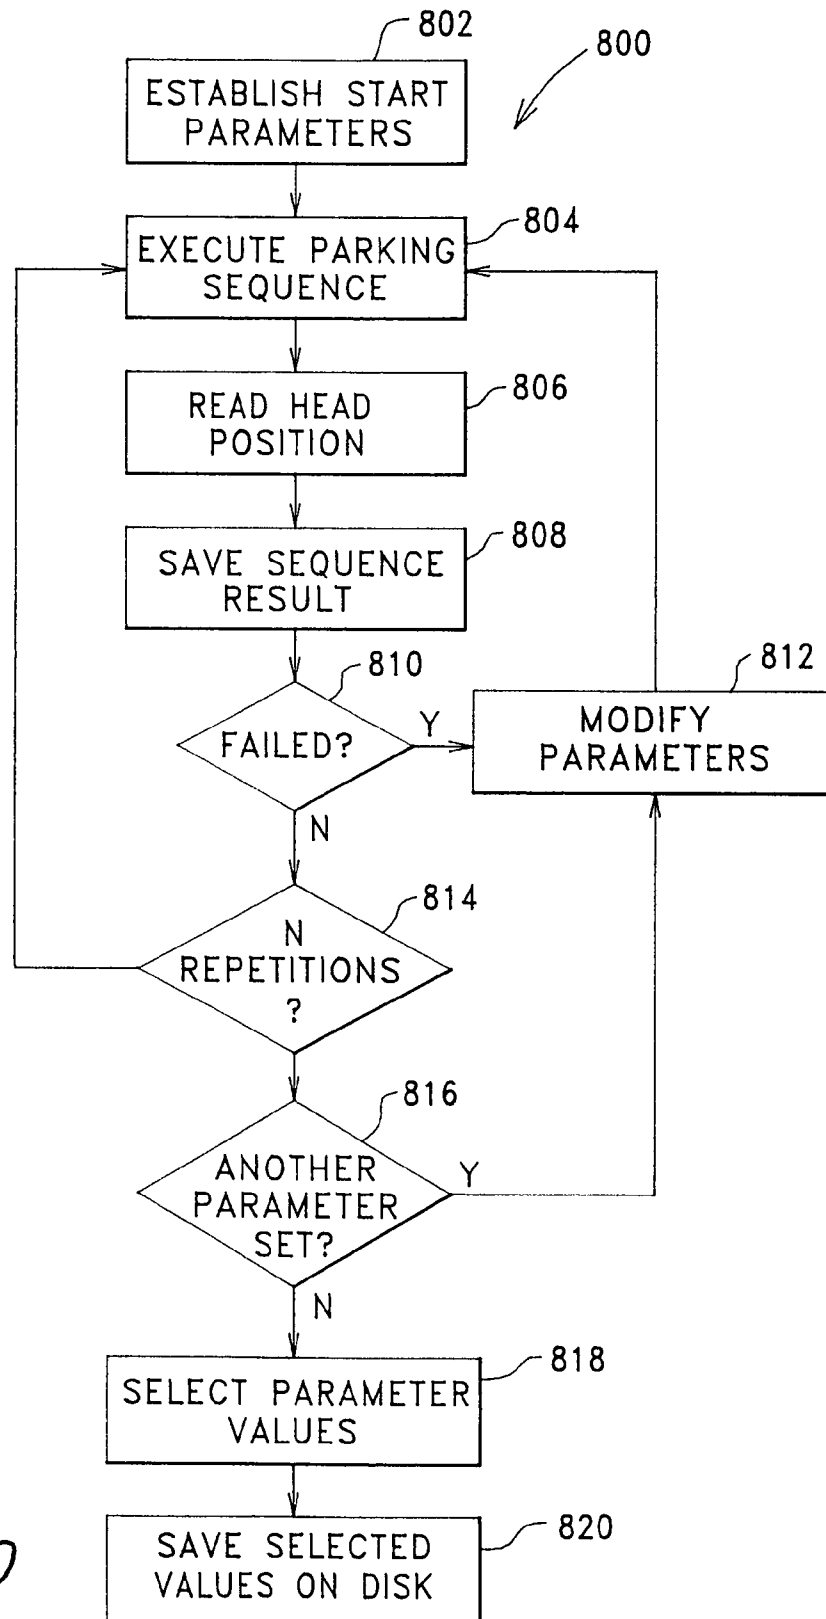 802
800
ESTABLISH START
PARAMETERS
804
EXECUTE PARKING
SEQUENCE
806
READ HEAD
POSITION
808
SAVE SEQUENCE
RESULT
810
FAILED?
Y
812
MODIFY
PARAMETERS
N
814
N
REPETITIONS
?
816
ANOTHER
PARAMETER
SET?
Y
N
818
SELECT PARAMETER
VALUES
820
SAVE SELECTED
VALUES ON DISK